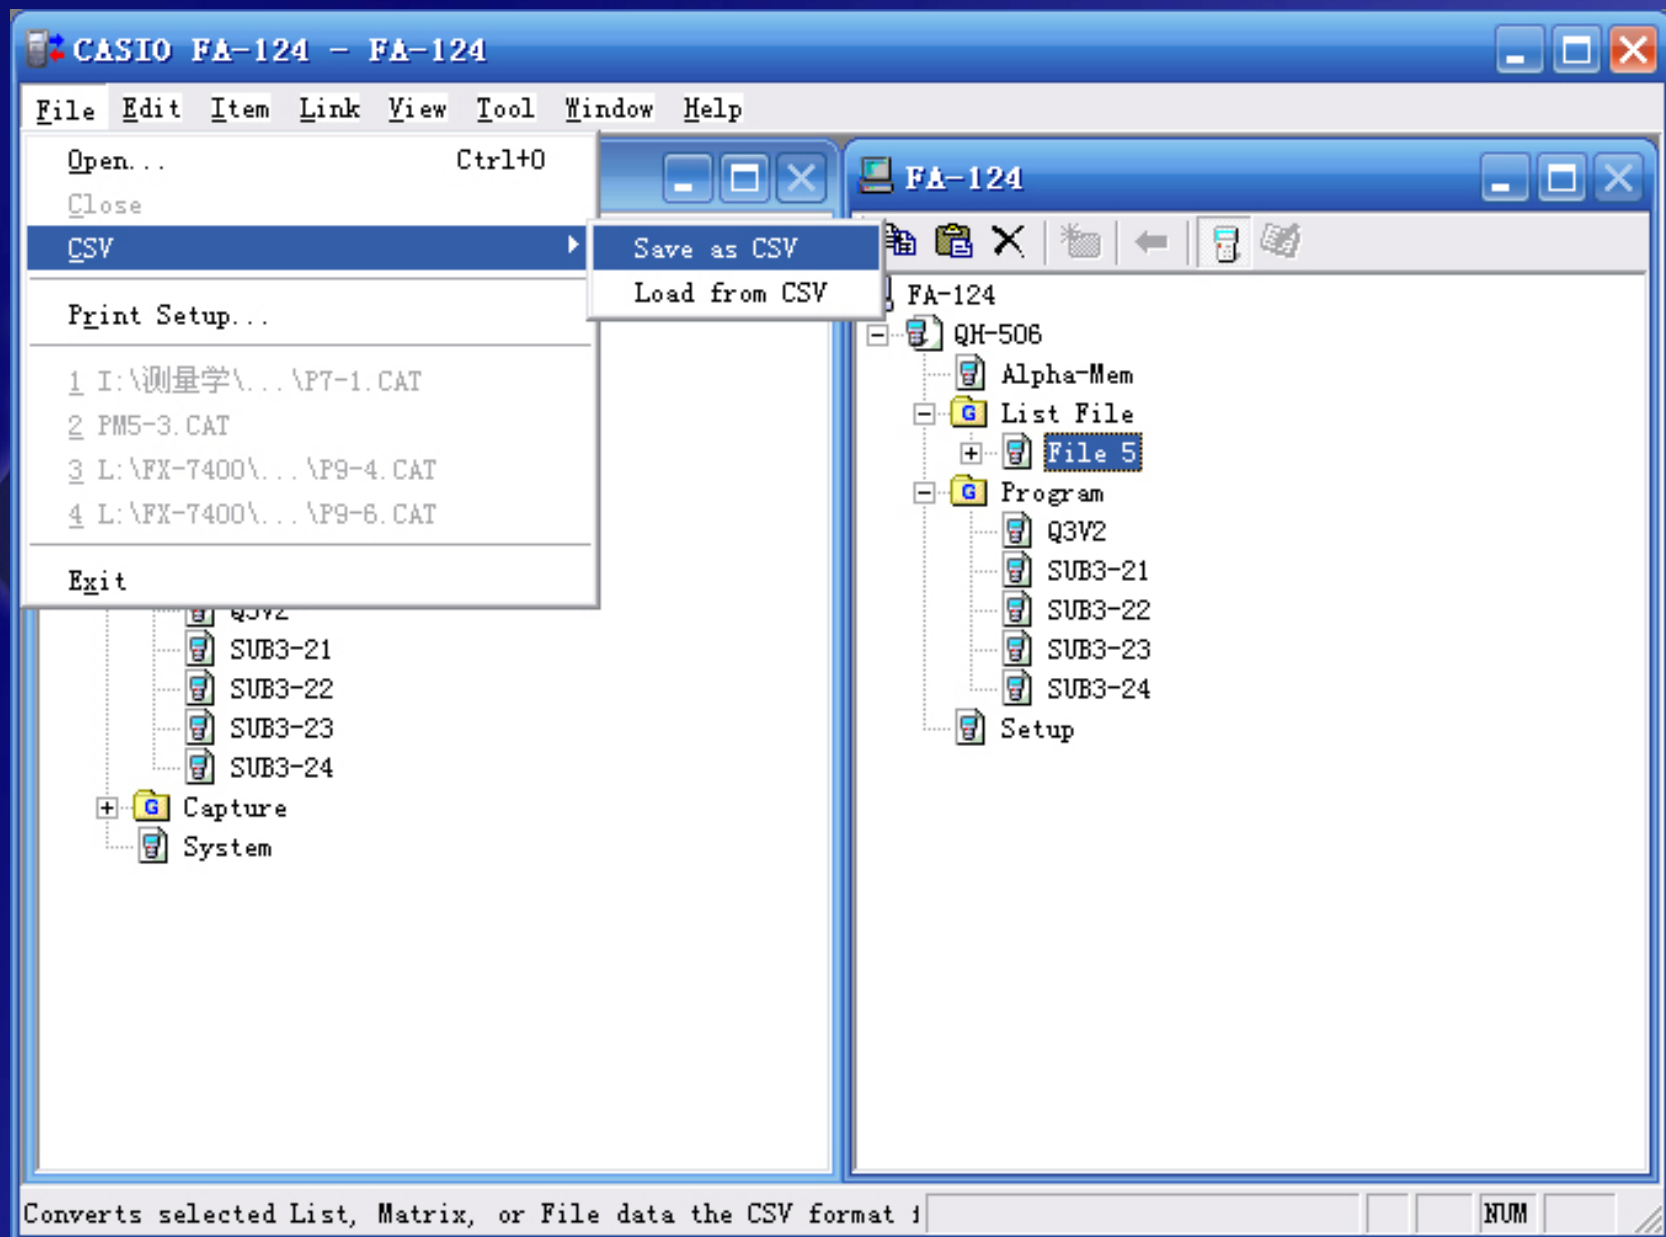 CASIO FA-124 - FA-124
File Edit Item Link View Tool Window Help
Open... Ctrl+O
Close
CSV
Save as CSV
Load from CSV
Print Setup...
1 I:\测量学\...\P7-1.CAT
2 PM5-3.CAT
3 L:\FX-7400\...\P9-4.CAT
4 L:\FX-7400\...\P9-6.CAT
Exit
Q3V2
SUB3-21
SUB3-22
SUB3-23
SUB3-24
Capture
System
FA-124
FA-124
QH-506
Alpha-Mem
List File
File 5
Program
Q3V2
SUB3-21
SUB3-22
SUB3-23
SUB3-24
Setup
Converts selected List, Matrix, or File data the CSV format
NUM